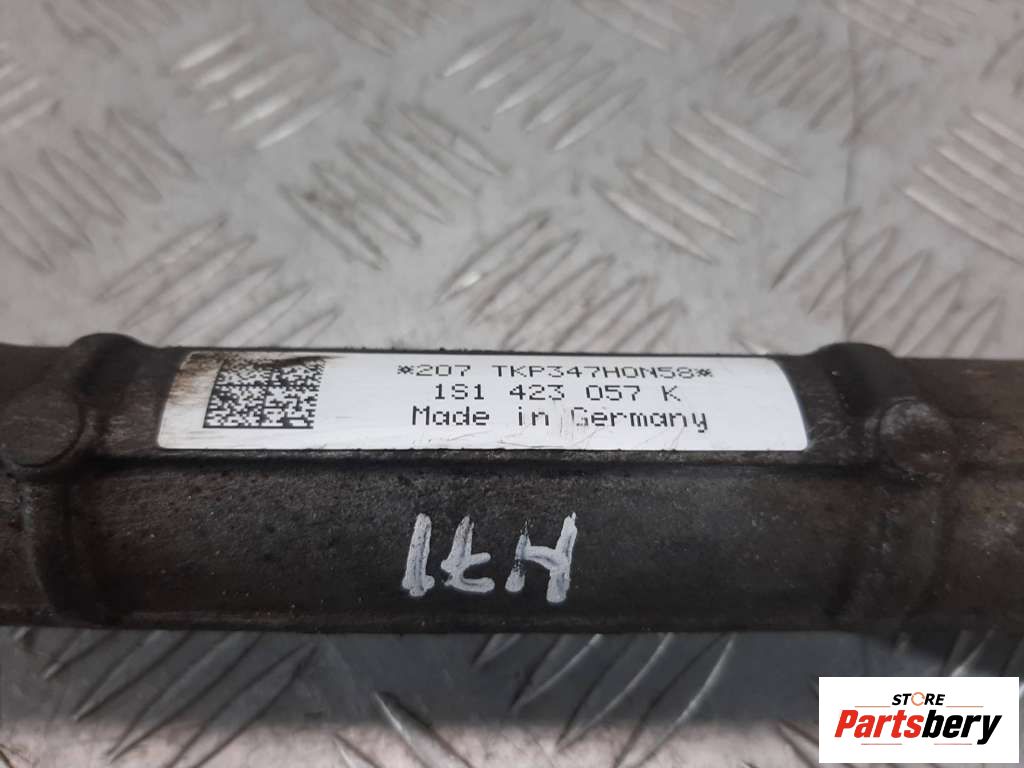 *207 TKP347H0N58*
1S1 423 057 K
Made in Germany
H71
STORE
Partsbery